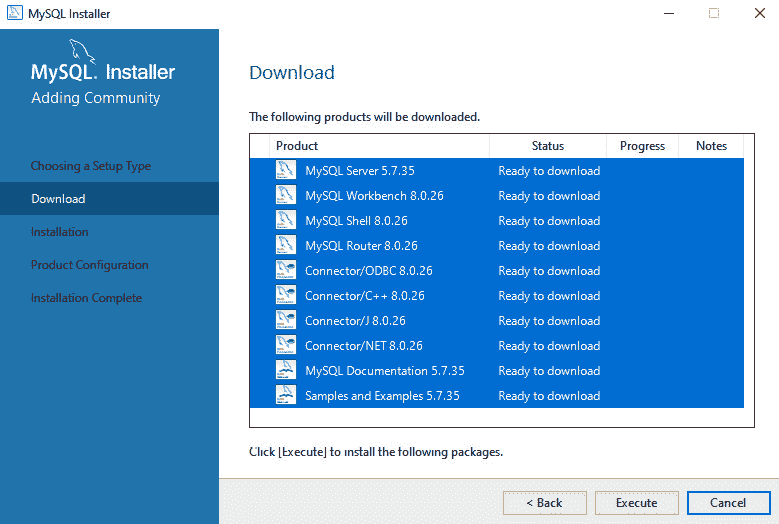 MySQL Installer
MySQL. Installer
Adding Community
Choosing a Setup Type
Download
Installation
Product Configuration
Installation Complete
Download
The following products will be downloaded.
Product Status Progress Notes
MySQL Server 5.7.35 Ready to download
MySQL Workbench 8.0.26 Ready to download
MySQL Shell 8.0.26 Ready to download
MySQL Router 8.0.26 Ready to download
Connector/ODBC 8.0.26 Ready to download
Connector/C++ 8.0.26 Ready to download
Connector/J 8.0.26 Ready to download
Connector/NET 8.0.26 Ready to download
MySQL Documentation 5.7.35 Ready to download
Samples and Examples 5.7.35 Ready to download
Click [Execute] to install the following packages.
< Back Execute Cancel